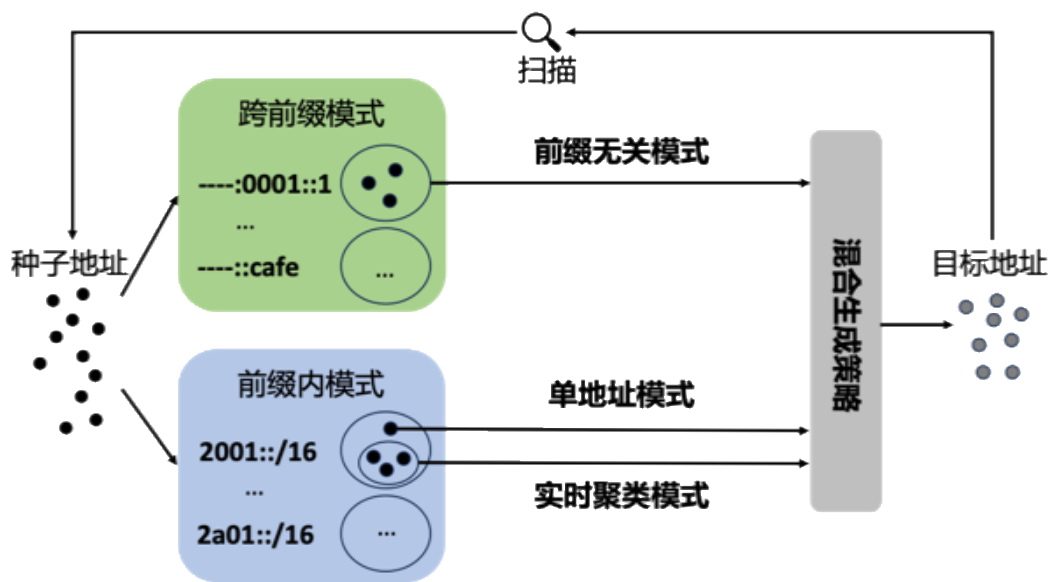 扫描
跨前缀模式
----:0001::1
...
----::cafe
...
前缀无关模式
种子地址
前缀内模式
2001::/16
...
2a01::/16
...
单地址模式
实时聚类模式
混合生成策略
目标地址